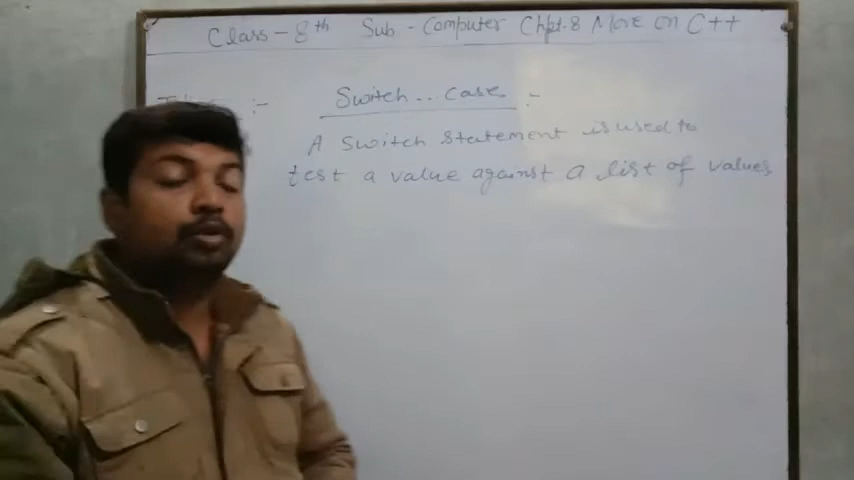 Class - 8th Sub - Computer Chpt.8 More on C++
Switch .. case :-
A switch statement is used to
test a value against a list of values